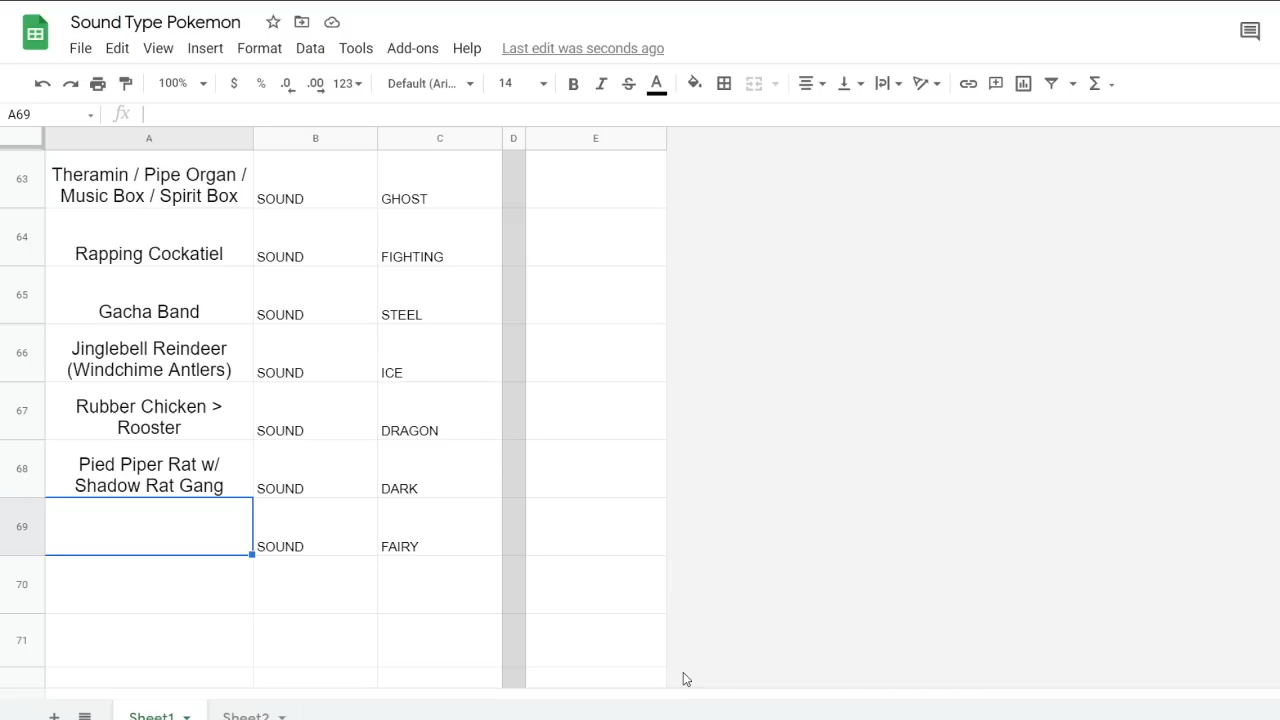 Sound Type Pokemon
File Edit View Insert Format Data Tools Add-ons Help Last edit was seconds ago
100% $ % .0 .00 123 Default (Ari... 14 B I S A Σ
A69 fx
A B C D E
63 Theramin / Pipe Organ /
Music Box / Spirit Box SOUND GHOST
64 Rapping Cockatiel SOUND FIGHTING
65 Gacha Band SOUND STEEL
66 Jinglebell Reindeer
(Windchime Antlers) SOUND ICE
67 Rubber Chicken >
Rooster SOUND DRAGON
68 Pied Piper Rat w/
Shadow Rat Gang SOUND DARK
69 SOUND FAIRY
70
71
Sheet1 Sheet2